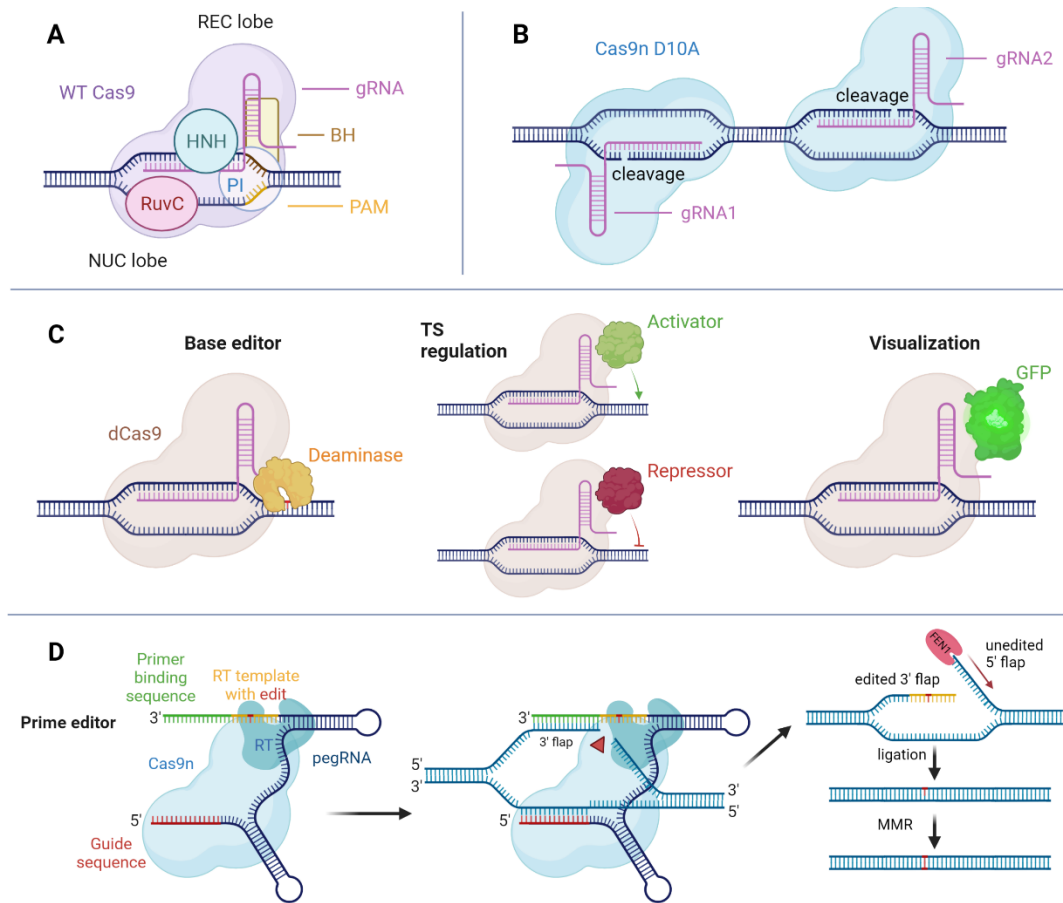 A
REC lobe
WT Cas9
gRNA
HNH
BH
PI
RuvC
PAM
NUC lobe
B
Cas9n D10A
gRNA2
cleavage
cleavage
gRNA1
C
Base editor
dCas9
Deaminase
TS
regulation
Activator
Repressor
Visualization
GFP
D
Prime editor
Primer
binding
sequence
RT template
with edit
3'
RT
Cas9n
pegRNA
5'
Guide
sequence
3'
3' flap
5'
3'
3'
5'
5'
FEN1
unedited
5' flap
edited 3' flap
ligation
MMR